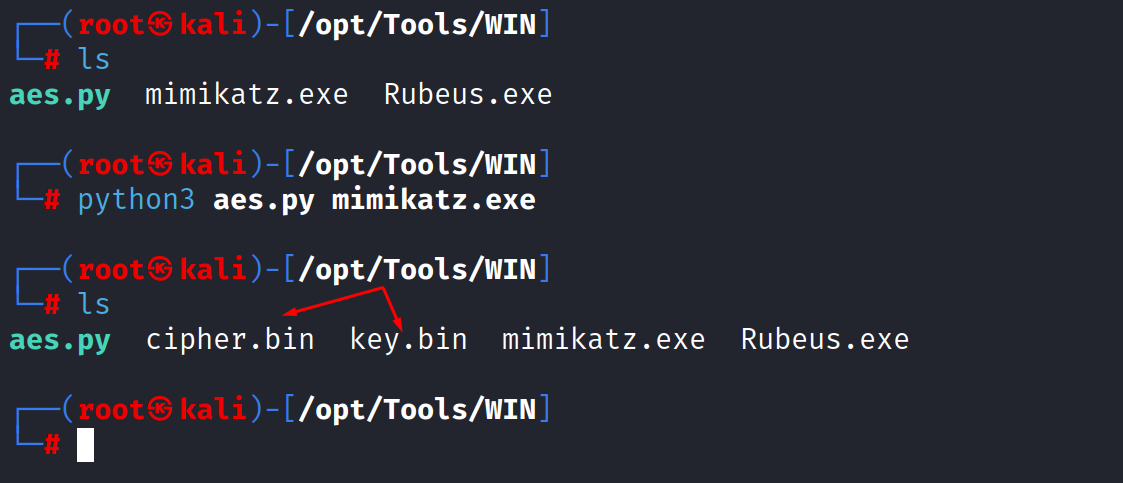 ┌──(root㉿kali)-[/opt/Tools/WIN]
└─# ls
aes.py  mimikatz.exe  Rubeus.exe
┌──(root㉿kali)-[/opt/Tools/WIN]
└─# python3 aes.py mimikatz.exe
┌──(root㉿kali)-[/opt/Tools/WIN]
└─# ls
aes.py  cipher.bin  key.bin  mimikatz.exe  Rubeus.exe
┌──(root㉿kali)-[/opt/Tools/WIN]
└─#